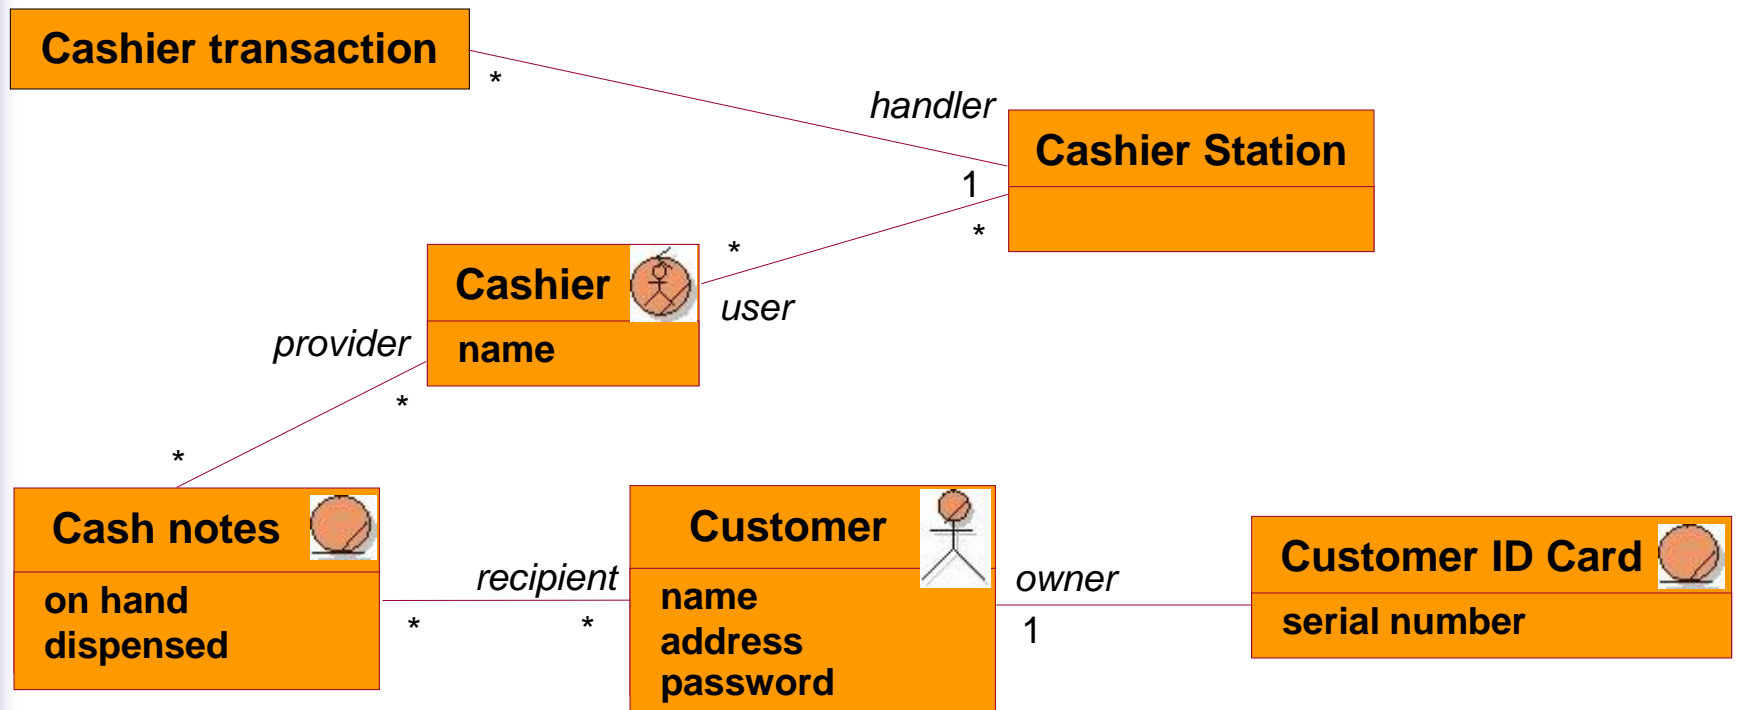 Cashier transaction
*
handler
Cashier Station
1
*
*
Cashier
user
provider
name
*
*
Cash notes
on hand
dispensed
recipient
*
*
Customer
name
address
password
owner
1
Customer ID Card
serial number